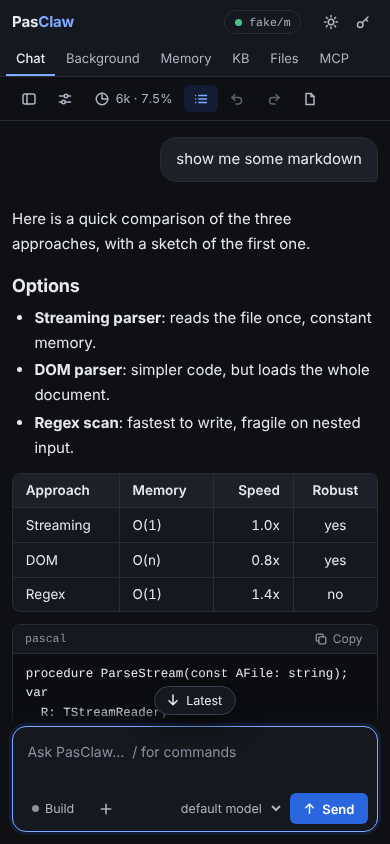 PasClaw
fake/m
Chat Background Memory KB Files MCP
6k · 7.5%
show me some markdown
Here is a quick comparison of the three
approaches, with a sketch of the first one.
Options
• Streaming parser: reads the file once, constant
memory.
• DOM parser: simpler code, but loads the whole
document.
• Regex scan: fastest to write, fragile on nested
input.
Approach Memory Speed Robust
Streaming O(1) 1.0x yes
DOM O(n) 0.8x yes
Regex O(1) 1.4x no
pascal Copy
procedure ParseStream(const AFile: string);
var
R: TStreamReader;
Latest
Ask PasClaw... / for commands
Build + default model Send